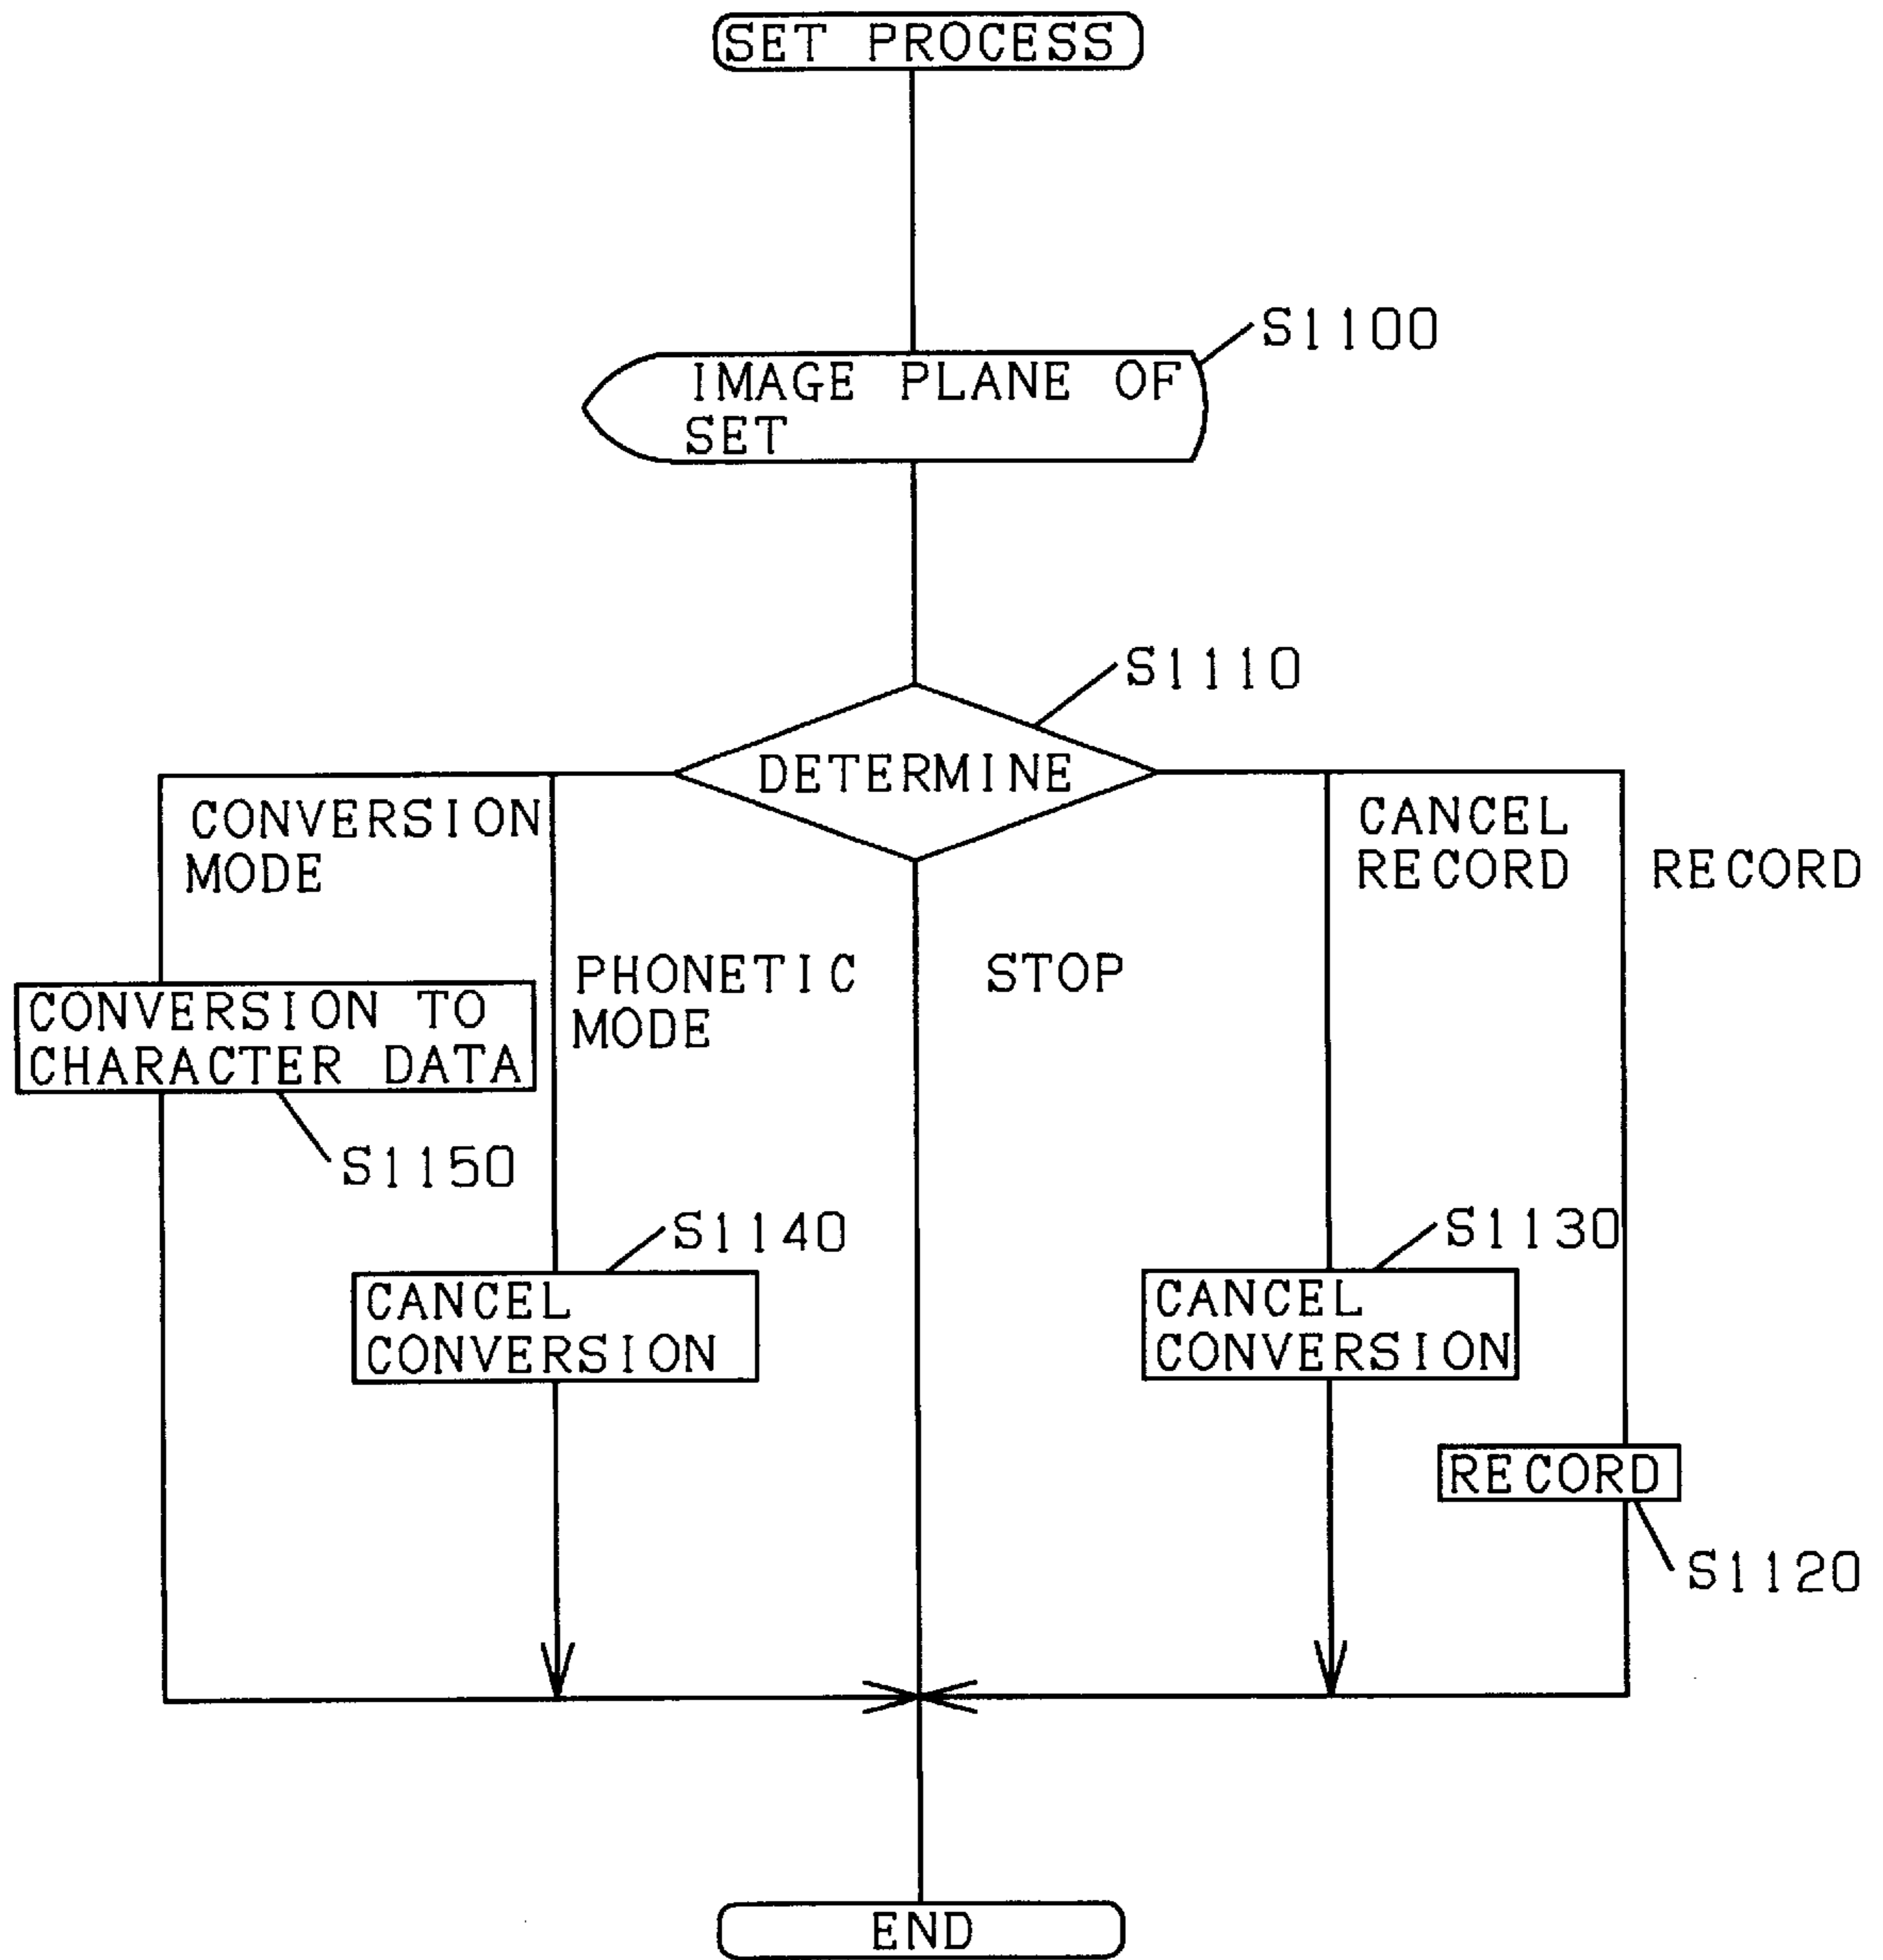 SET PROCESS
S1100
IMAGE PLANE OF
SET
S1110
DETERMINE
CONVERSION
MODE
CANCEL
RECORD
RECORD
PHONETIC
MODE
STOP
CONVERSION TO
CHARACTER DATA
S1150
S1140
S1130
CANCEL
CONVERSION
CANCEL
CONVERSION
RECORD
S1120
END